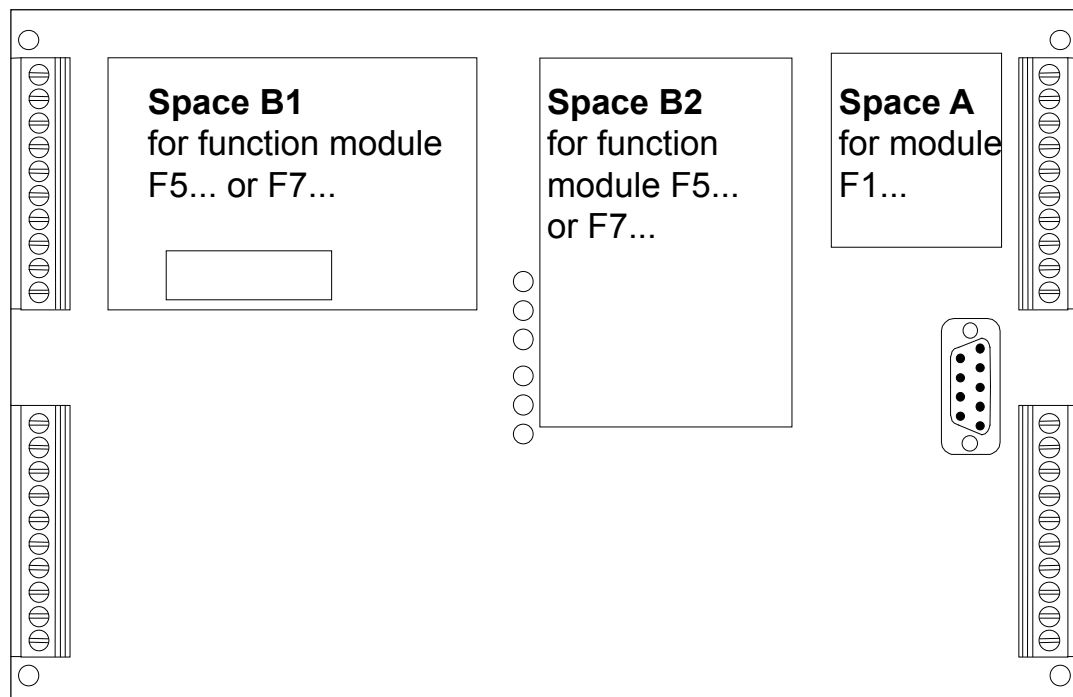 Space B1
for function module
F5... or F7...
Space B2
for function
module F5...
or F7...
Space A
for module
F1...